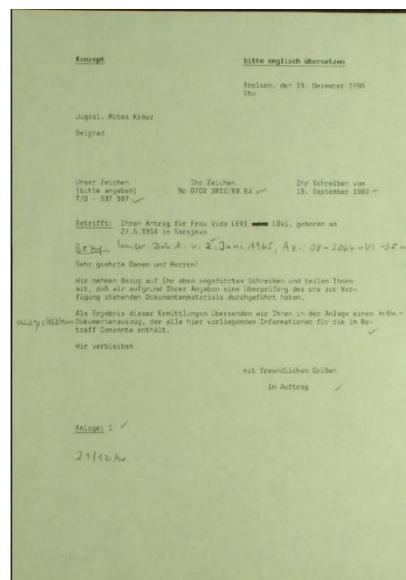 Konzept
bitte englisch übersetzen
Arolsen, den 19. Dezember 1990
Stu
Jugosl. Rotes Kreuz
Belgrad
Unser Zeichen
(bitte angeben)
T/D - 937 507
Ihr Zeichen
No 0702 3052/89 BJ
Ihr Schreiben vom
18. September 1989
Betrifft: Ihren Antrag für Frau Vida LEVI LÖVI, geboren am
27.5.1914 in Sarajevo
Bezug: Unser v. 2. Juni 1965, Az.: 08-2064-VI-65
Sehr geehrte Damen und Herren!
Wir nehmen Bezug auf Ihr oben angeführtes Schreiben und teilen Ihnen
mit, daß wir aufgrund Ihrer Angaben eine Überprüfung des uns zur Ver-
fügung stehenden Dokumentenmaterials durchgeführt haben.
Als Ergebnis dieser Ermittlungen übersenden wir Ihnen in der Anlage einen
ausgestellten Dokumentenauszug, der alle hier vorliegenden Informationen für die im Be-
treff Genannte enthält.
Wir verbleiben
mit freundlichen Grüßen
im Auftrag
Anlage: 1
21/12